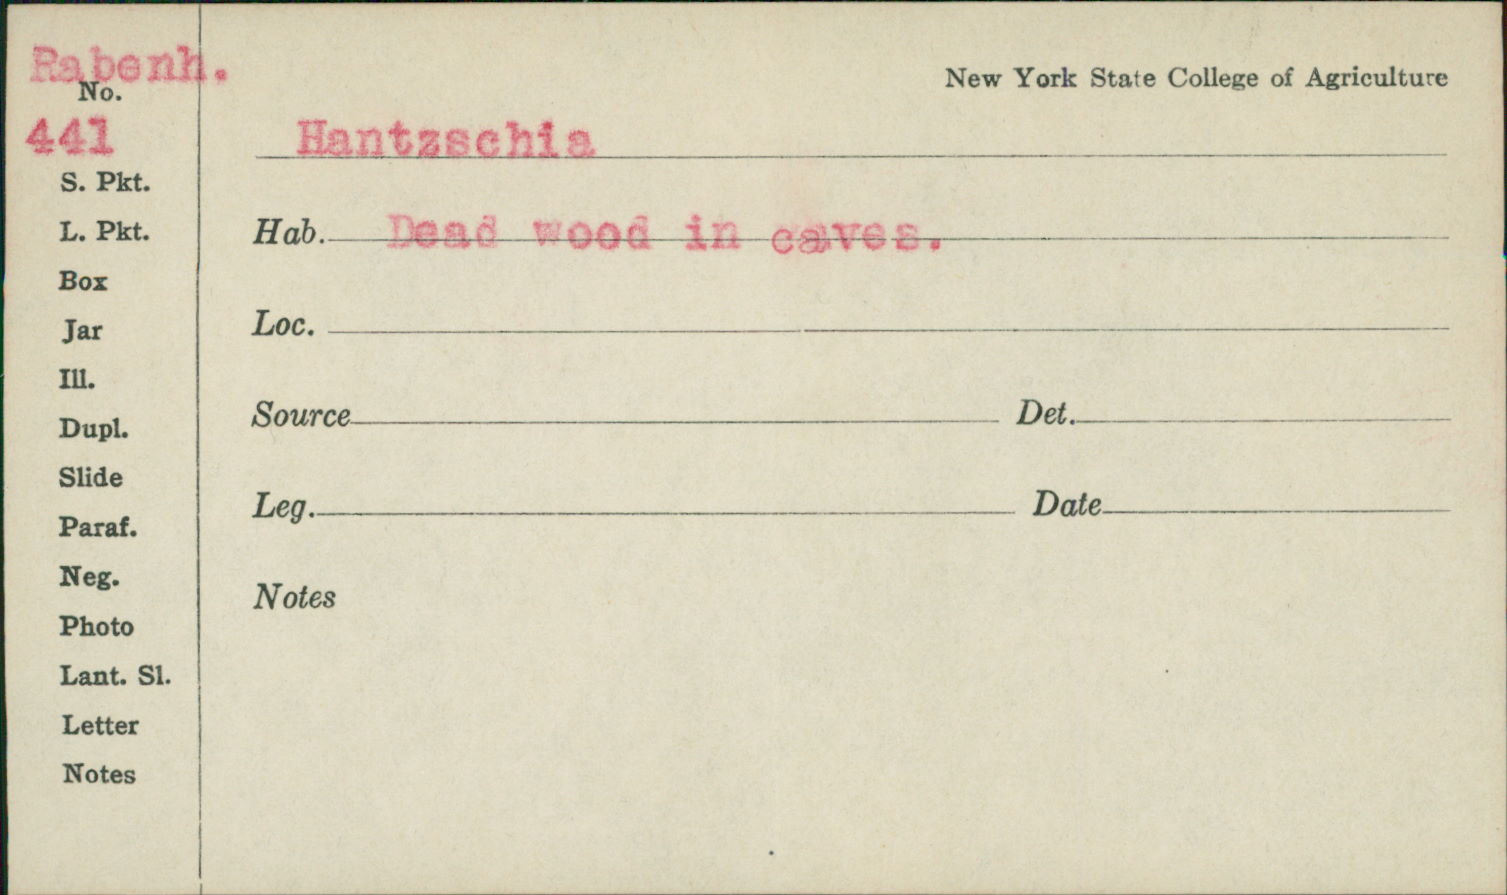 Rabenh.
No.
441
S. Pkt.
L. Pkt.
Box
Jar
Ill.
Dupl.
Slide
Paraf.
Neg.
Photo
Lant. Sl.
Letter
Notes
New York State College of Agriculture
Hantzschia
Hab. Dead wood in caves.
Loc.
Source Det.
Leg. Date
Notes